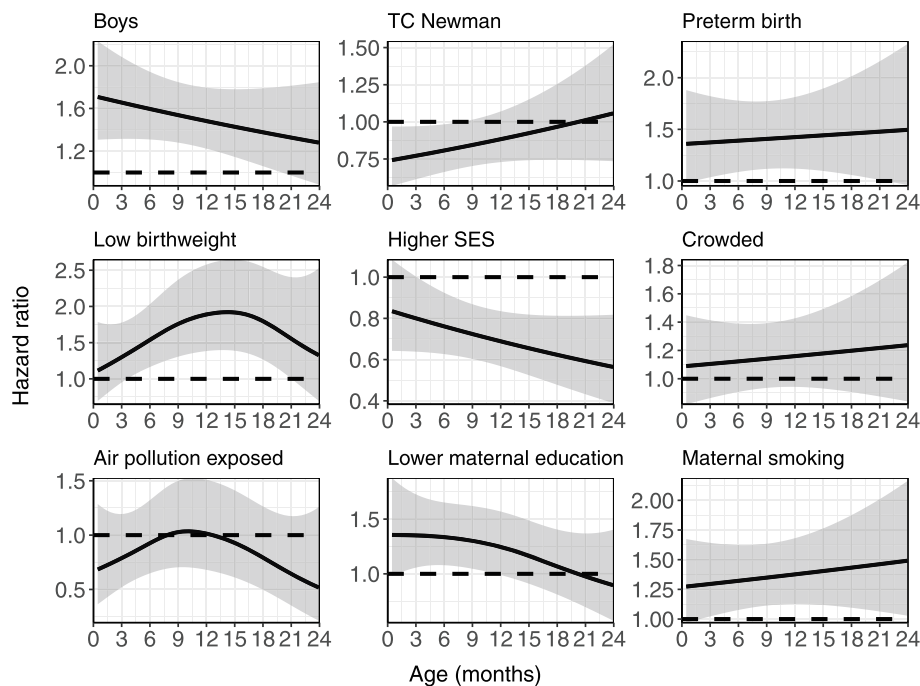 Boys TC Newman Preterm birth
2.0 1.50 2.0
1.6 1.25
1.2 1.00 1.5
0.75 1.0
0 3 6 9 12 15 18 21 24 0 3 6 9 12 15 18 21 24 0 3 6 9 12 15 18 21 24
Low birthweight Higher SES Crowded
2.5 1.0 1.8
2.0 0.8 1.6
1.5 0.6 1.4
1.0 0.4 1.2
1.0
0 3 6 9 12 15 18 21 24 0 3 6 9 12 15 18 21 24 0 3 6 9 12 15 18 21 24
Hazard ratio
Air pollution exposed Lower maternal education Maternal smoking
1.5 1.5 2.00
1.0 1.0 1.75
0.5 1.50
1.25
1.00
0 3 6 9 12 15 18 21 24 0 3 6 9 12 15 18 21 24 0 3 6 9 12 15 18 21 24
Age (months)